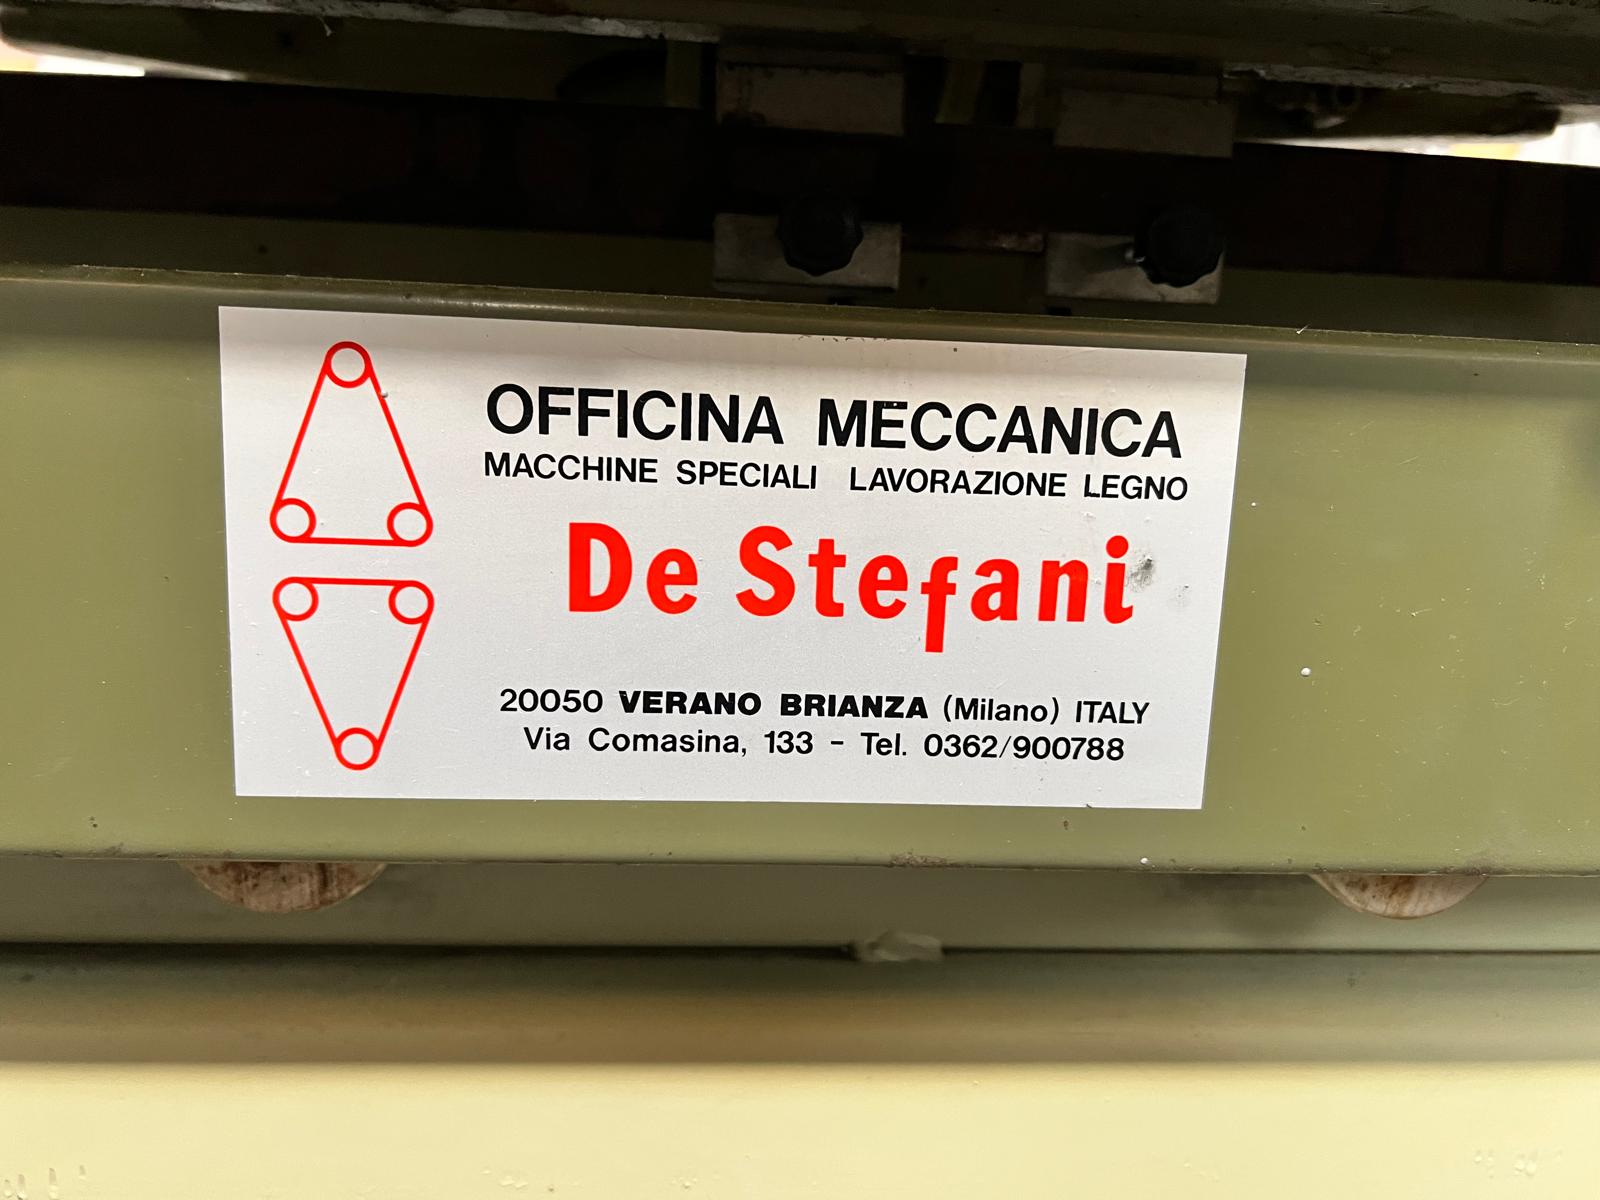 OFFICINA MECCANICA
MACCHINE SPECIALI LAVORAZIONE LEGNO
De Stefani
20050 VERANO BRIANZA (Milano) ITALY
Via Comasina, 133 - Tel. 0362/900788